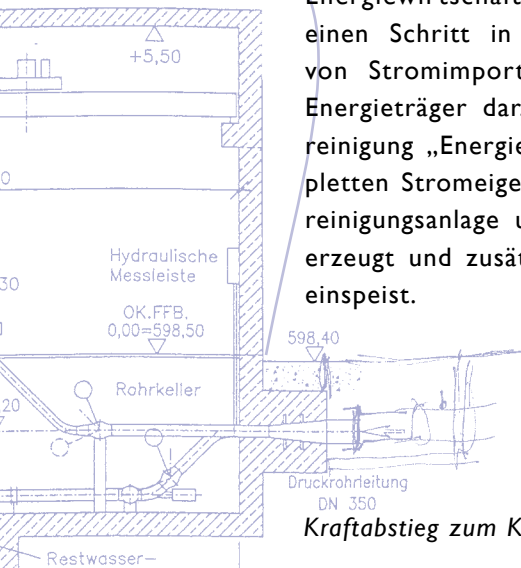 einen Schritt in
von Stromimport
Energieträger dar
reinigung „Energie
pletten Stromeige
reinigungsanlage u
erzeugt und zusät
einspeist.
+5,50
Hydraulische
Messleiste
OK.FFB.
0,00=598,50
598,40
Rohrkeller
Druckrohrleitung
DN 350
Kraftabstieg zum K
Restwasser–